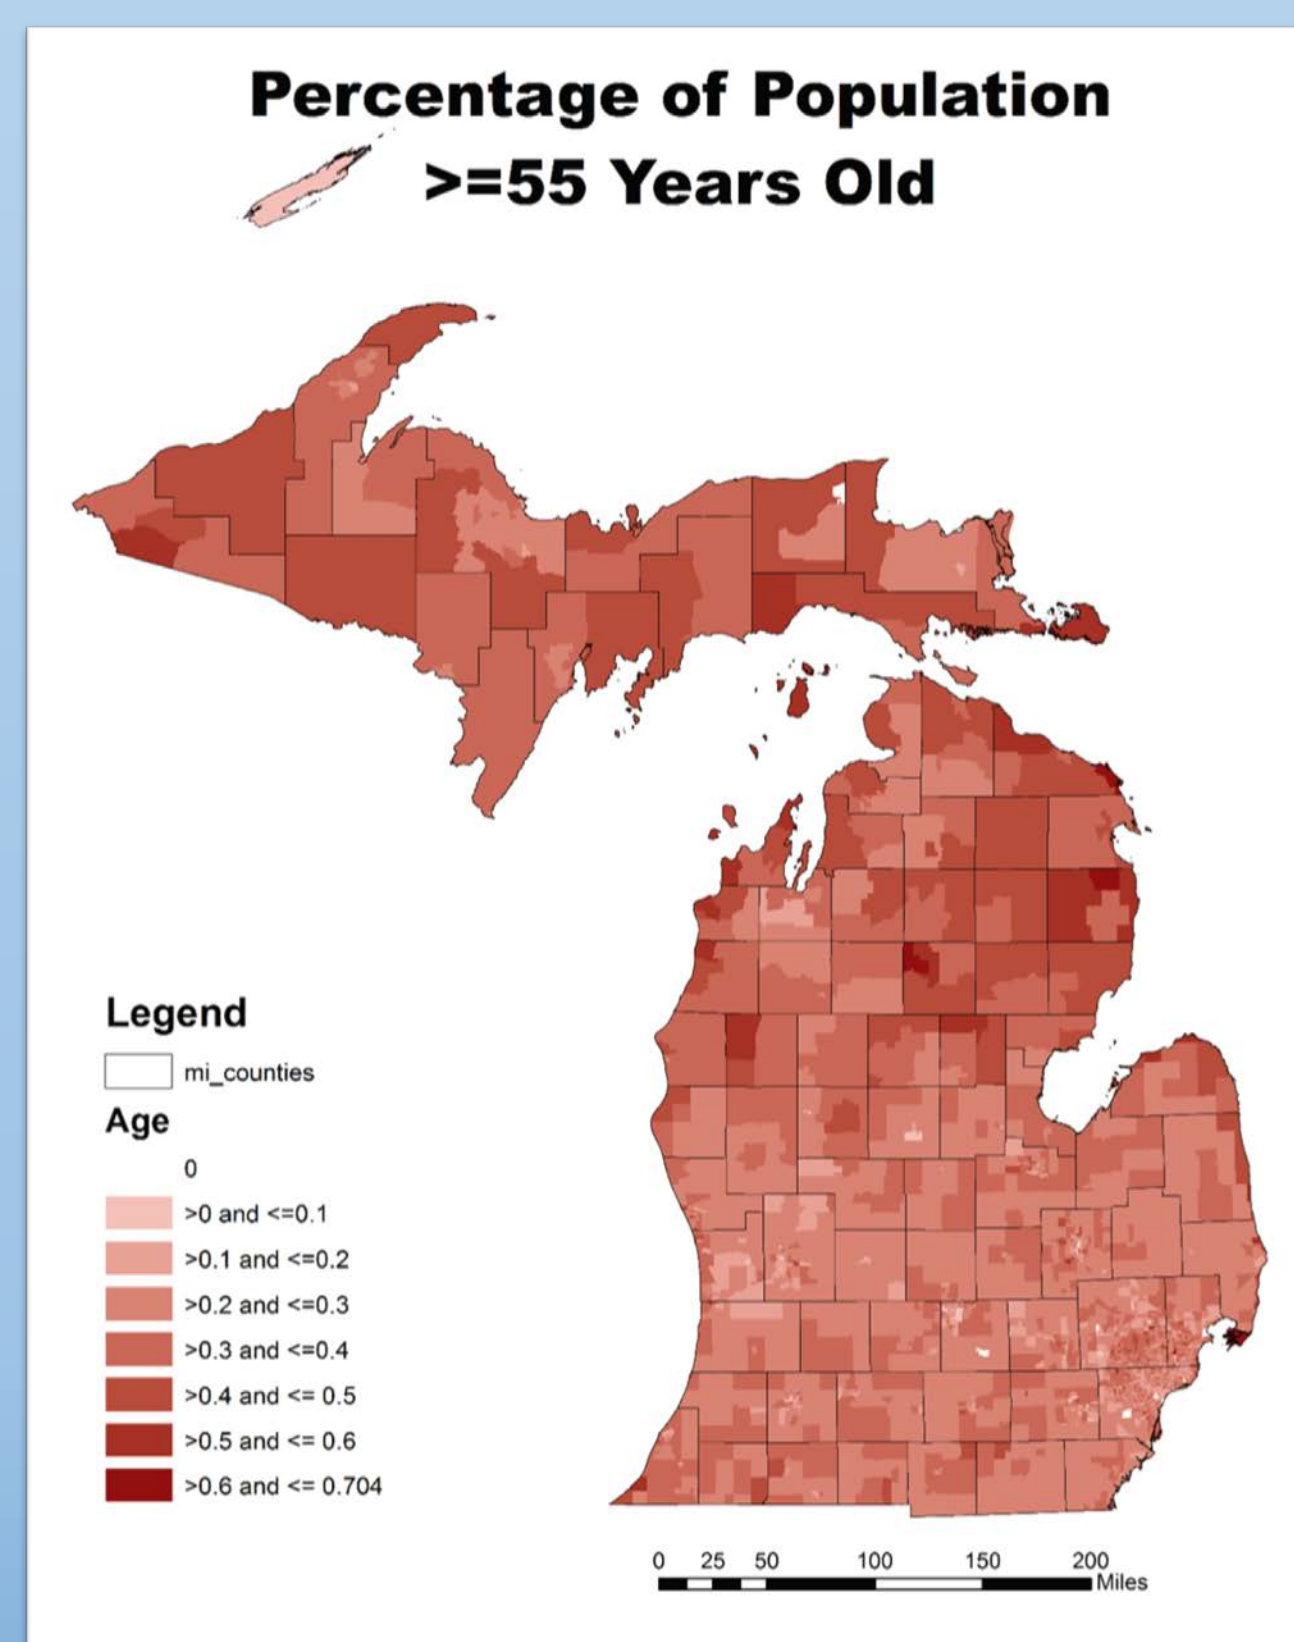 Percentage of Population
>=55 Years Old
Legend
mi_counties
Age
0
>0 and <=0.1
>0.1 and <=0.2
>0.2 and <=0.3
>0.3 and <=0.4
>0.4 and <= 0.5
>0.5 and <= 0.6
>0.6 and <= 0.704
0 25 50 100 150 200
Miles